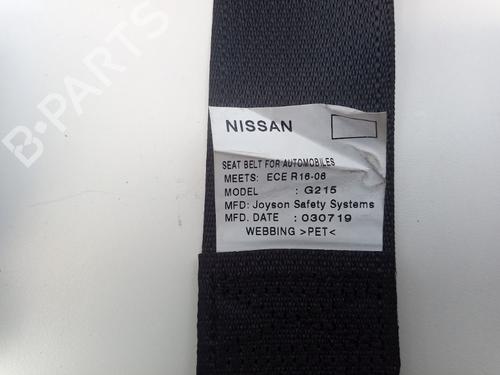 B-PARTS
NISSAN
SEAT BELT FOR AUTOMOBILES
MEETS: ECE R16-06
MODEL : G215
MFD: Joyson Safety Systems
MFD. DATE : 030719
WEBBING >PET<